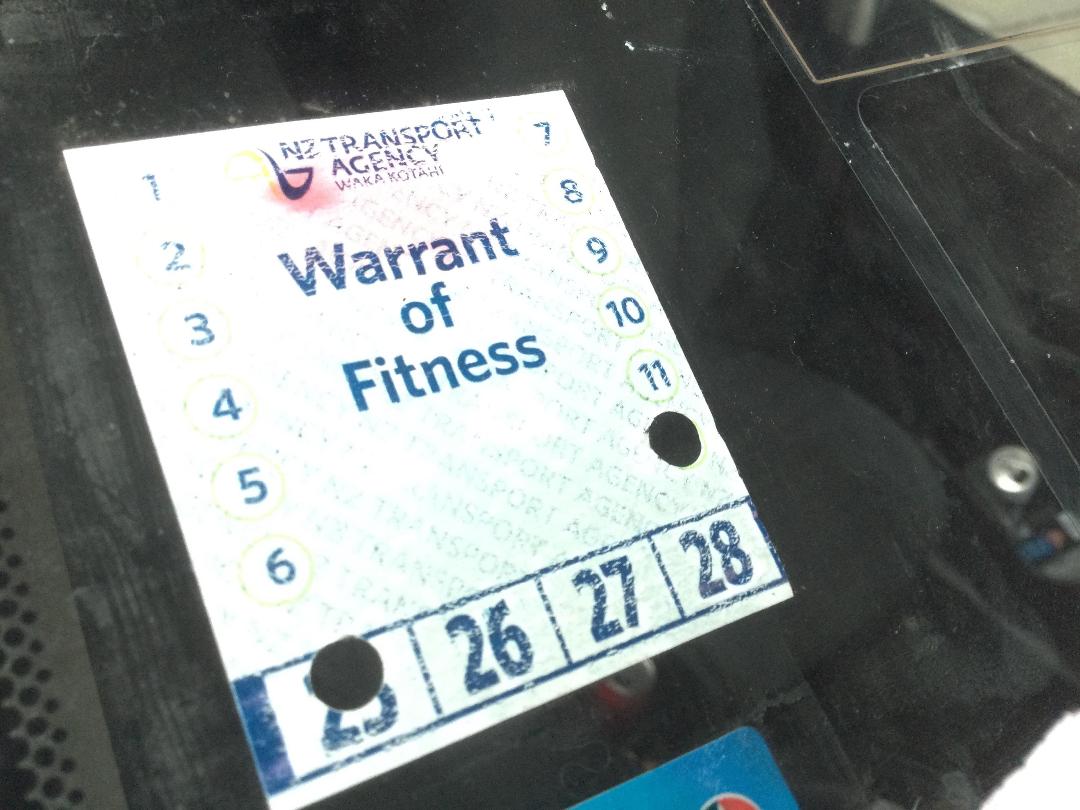 NZ TRANSPORT
AGENCY
WAKA KOTAHI
Warrant
of
Fitness
1
2
3
4
5
6
7
8
9
10
11
25 26 27 28